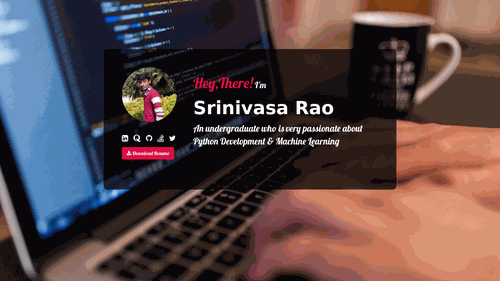 Hey,There! I'm
Srinivasa Rao
An undergraduate who is very passionate about
Python Development & Machine Learning
Download Resume